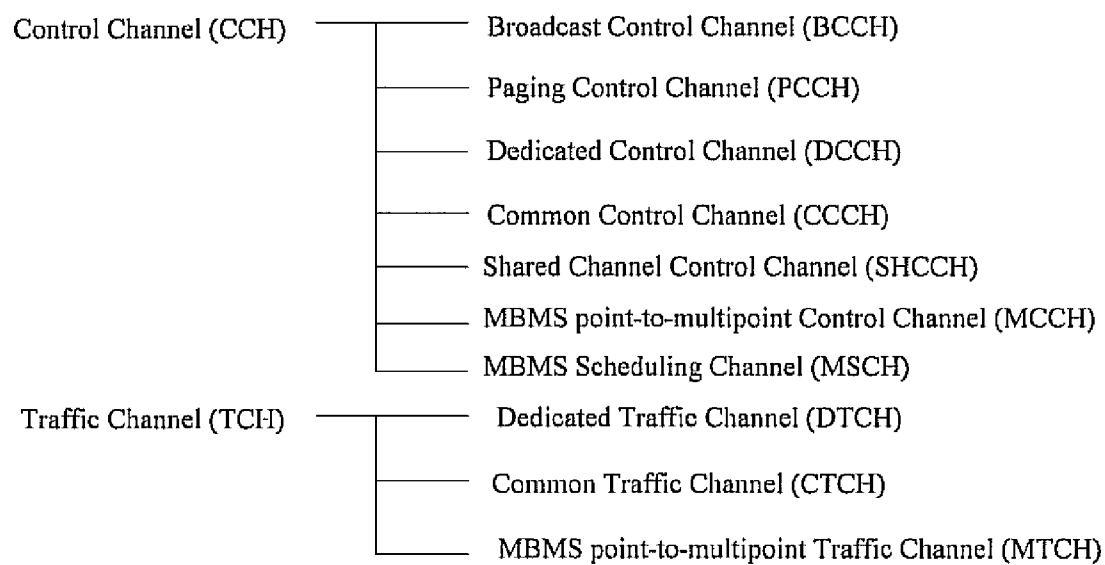 Control Channel (CCH) Broadcast Control Channel (BCCH)
Paging Control Channel (PCCH)
Dedicated Control Channel (DCCH)
Common Control Channel (CCCH)
Shared Channel Control Channel (SHCCH)
MBMS point-to-multipoint Control Channel (MCCH)
MBMS Scheduling Channel (MSCH)
Traffic Channel (TCH) Dedicated Traffic Channel (DTCH)
Common Traffic Channel (CTCH)
MBMS point-to-multipoint Traffic Channel (MTCH)